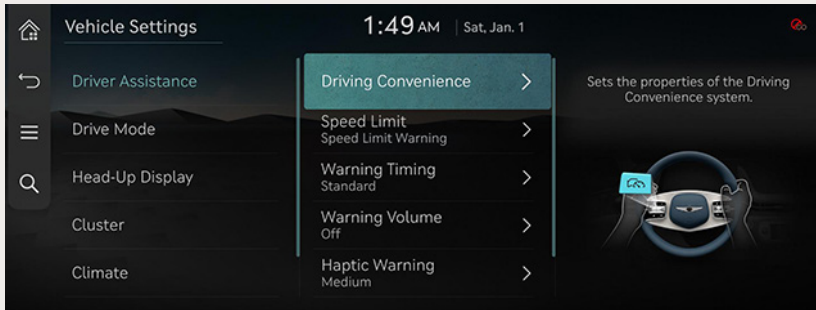 Vehicle Settings
1:49 AM
Sat, Jan. 1
Driver Assistance
Drive Mode
Head-Up Display
Cluster
Climate
Driving Convenience
Speed Limit
Speed Limit Warning
Warning Timing
Standard
Warning Volume
Off
Haptic Warning
Medium
Sets the properties of the Driving
Convenience system.